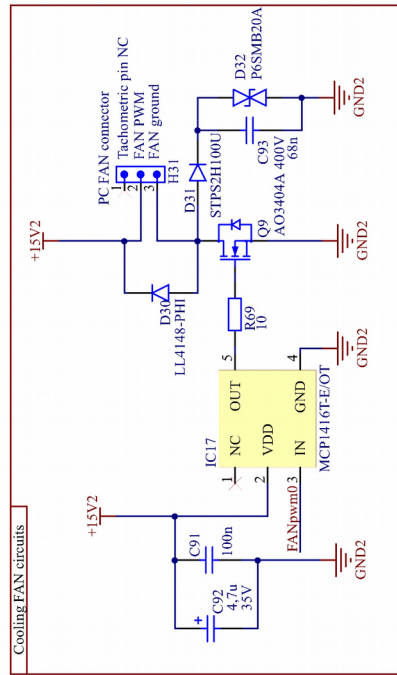 Cooling FAN circuits
+15V2
C92
4,7u
35V
C91
100n
GND2
FANpwm0
IC17
1
NC
2
VDD
3
IN
OUT
5
GND
4
MCP1416T-E/OT
GND2
R69
10
+15V2
D30
LL4148-PHI
PC FAN connector
Tachometric pin NC
FAN PWM
FAN ground
1
2
3
H31
D31
STPS2H100U
Q9
AO3404A
GND2
C93
400V
68n
D32
P6SMB20A
GND2